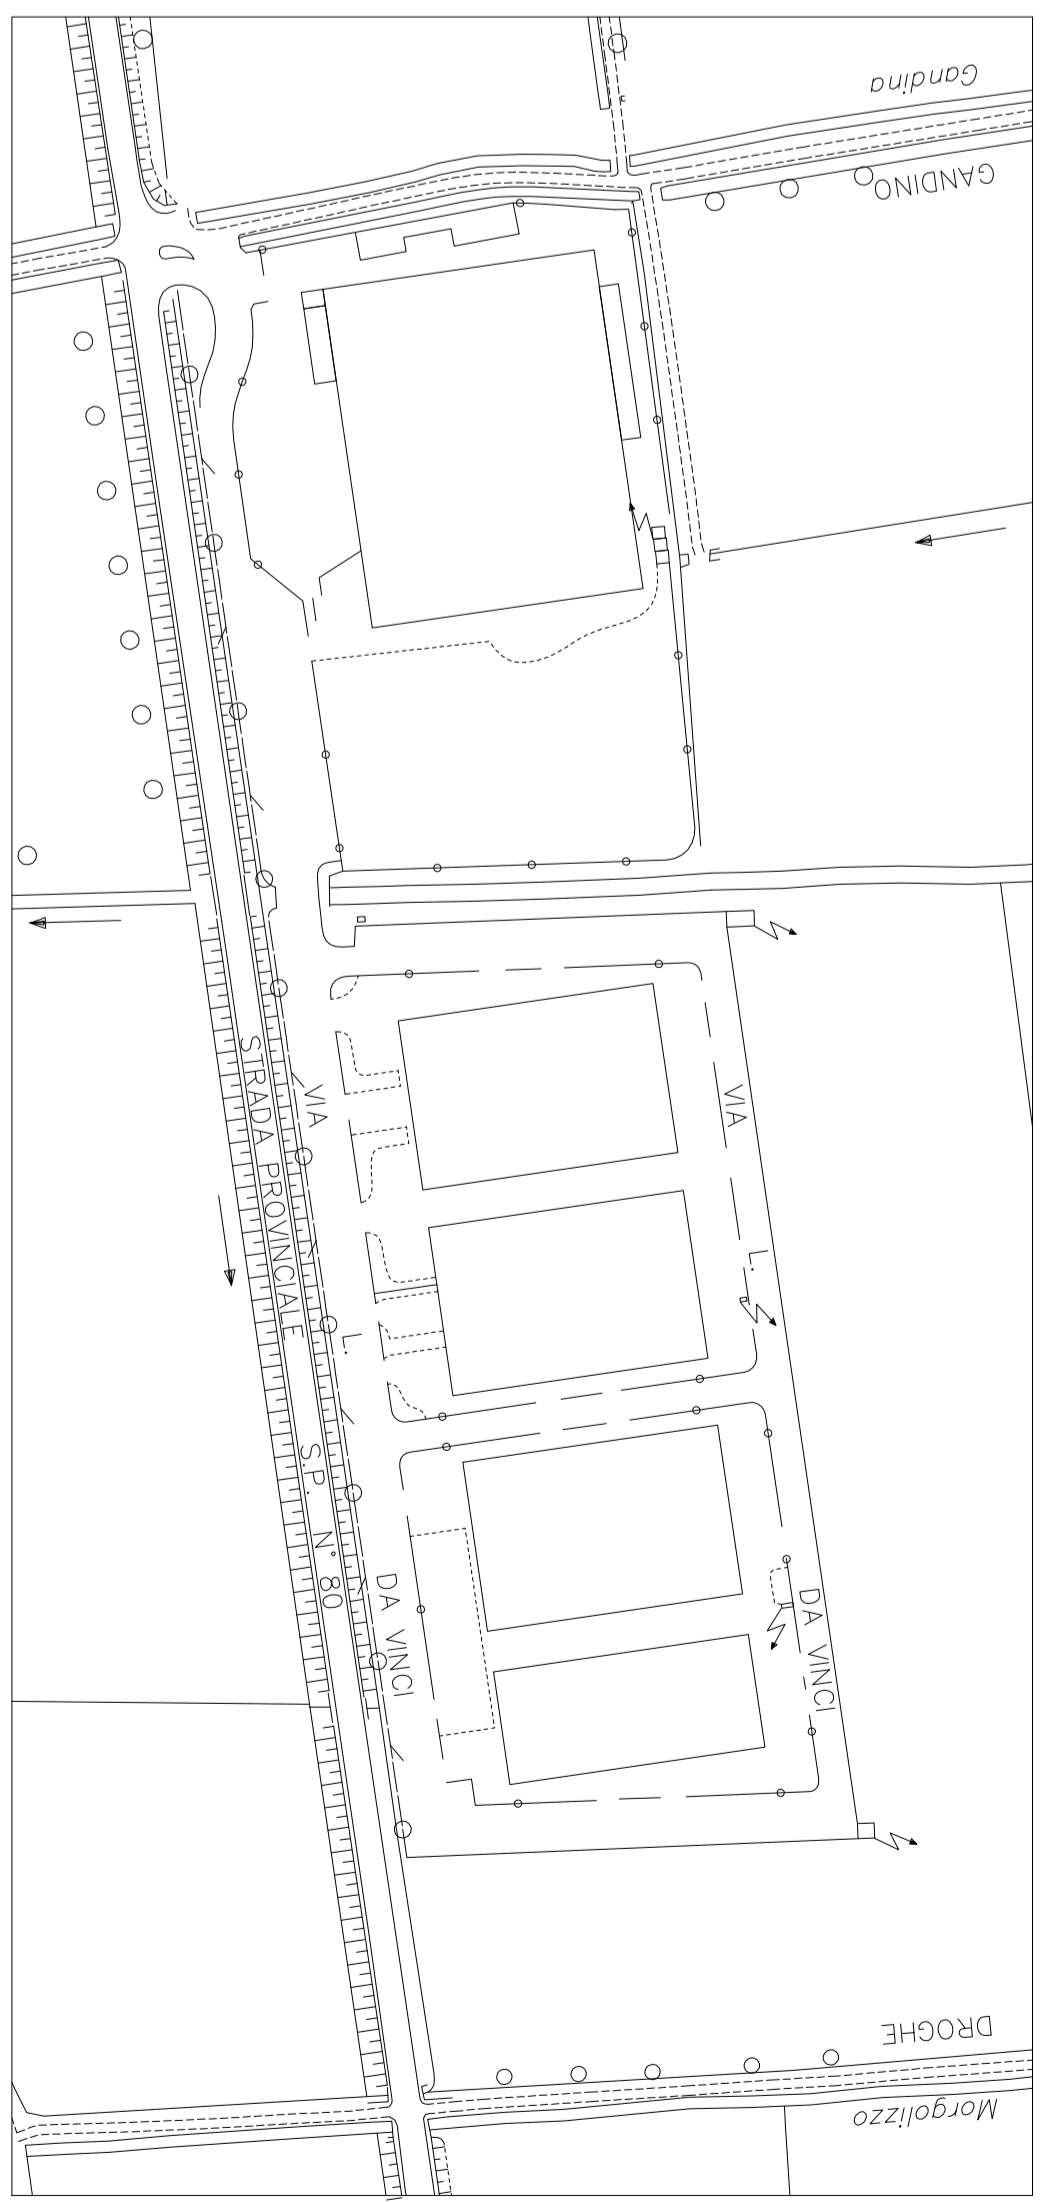 Gandina
GANDINO
STRADA PROVINCIALE S.P. N° 80
VIA L. DA VINCI
VIA L. DA VINCI
DROGHE
Morgolizzo